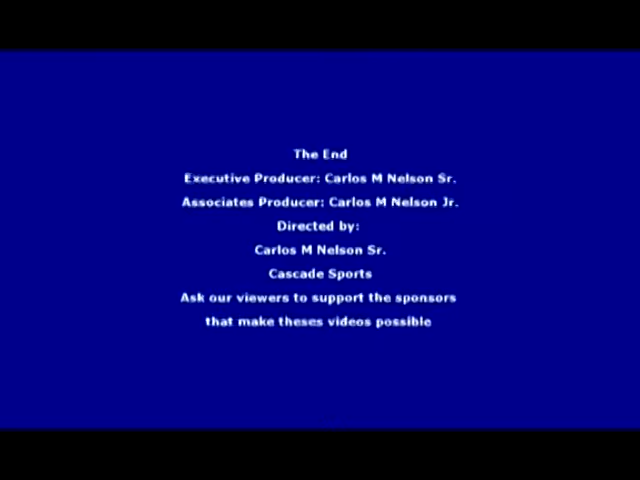 The End
Executive Producer: Carlos M Nelson Sr.
Associates Producer: Carlos M Nelson Jr.
Directed by:
Carlos M Nelson Sr.
Cascade Sports
Ask our viewers to support the sponsors
that make theses videos possible